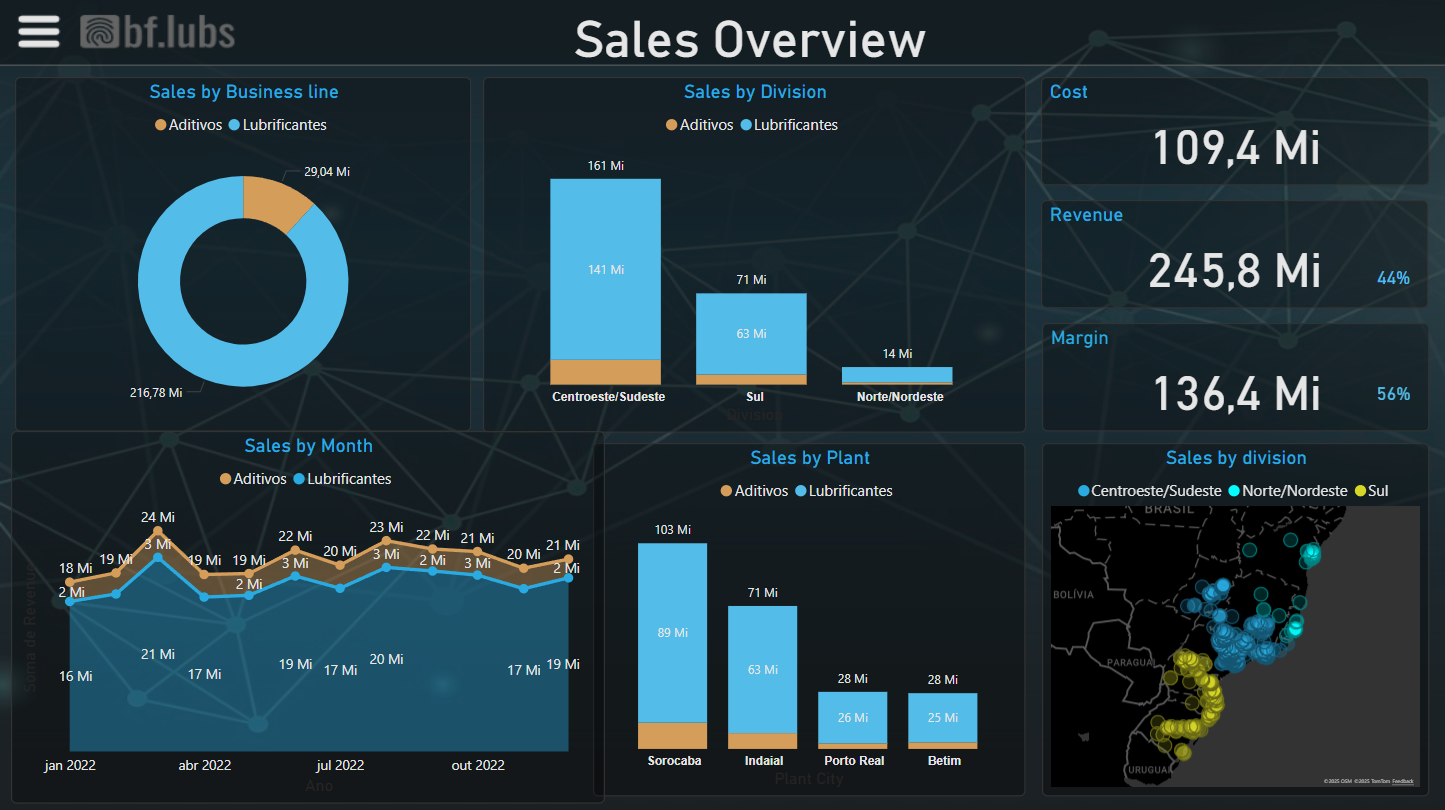 bf.lubs
Sales Overview
Sales by Business line
Aditivos Lubrificantes
29,04 Mi
216,78 Mi
Sales by Division
Aditivos Lubrificantes
161 Mi
141 Mi
71 Mi
63 Mi
14 Mi
Centroeste/Sudeste Sul Norte/Nordeste
Division
Cost
109,4 Mi
Revenue
245,8 Mi 44%
Margin
136,4 Mi 56%
Sales by Month
Aditivos Lubrificantes
Soma de Revenue
18 Mi 19 Mi 24 Mi 19 Mi 19 Mi 22 Mi 20 Mi 23 Mi 22 Mi 21 Mi 20 Mi 21 Mi
2 Mi 3 Mi 2 Mi 3 Mi 3 Mi 2 Mi 3 Mi 2 Mi
16 Mi 21 Mi 17 Mi 19 Mi 17 Mi 20 Mi 17 Mi 19 Mi
jan 2022 abr 2022 jul 2022 out 2022
Ano
Sales by Plant
Aditivos Lubrificantes
103 Mi
89 Mi
71 Mi
63 Mi
28 Mi
26 Mi
28 Mi
25 Mi
Sorocaba Indaial Porto Real Betim
Plant City
Sales by division
Centroeste/Sudeste Norte/Nordeste Sul
BRASIL
BOLÍVIA
PARAGUAI
URUGUAI
©2025 OSM ©2025 TomTom Feedback